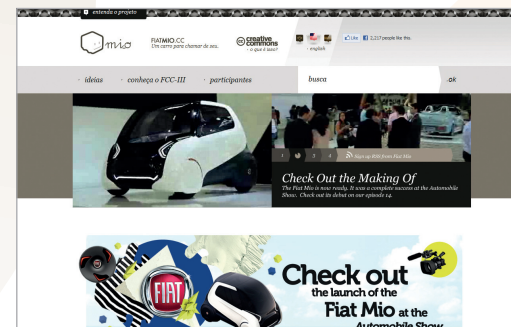 entenda o projeto
mio
FIATMIO.CC
Um carro para chamar de seu.
creative commons
- o que é isso?
- english
Like
2,217 people like this.
· ideias · conheça o FCC-III · participantes
busca
·ok
1 3 4 Sign up RSS from Fiat Mio
Check Out the Making Of
The Fiat Mio is now ready. It was a complete success at the Automobile
Show. Check out its debut on our episode 14.
FIAT
Check out
the launch of the
Fiat Mio at the
Automobile Show